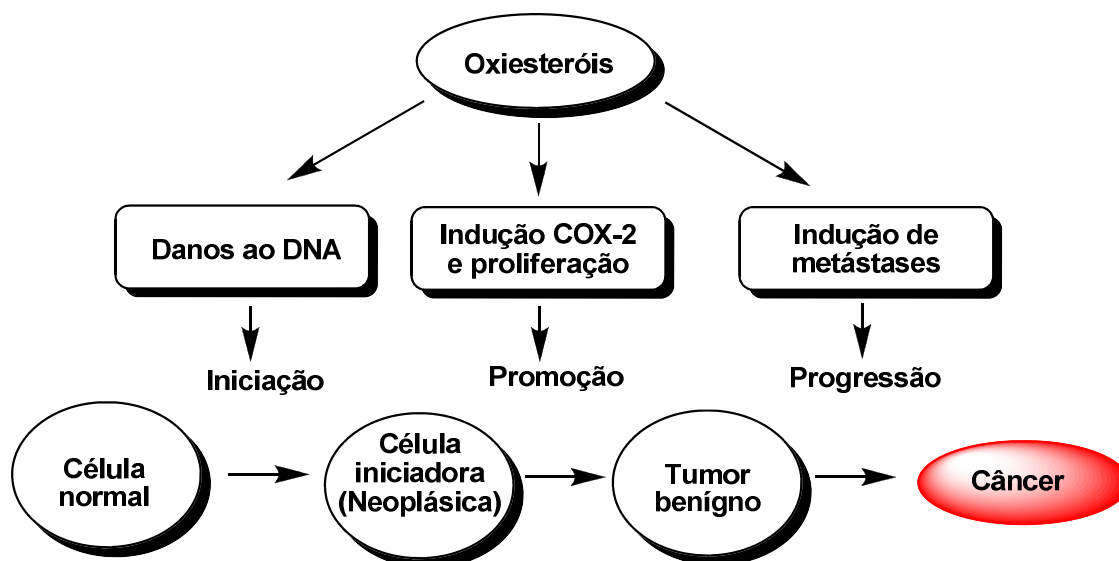 Oxiesteróis
Danos ao DNA
Indução COX-2
e proliferação
Indução de
metástases
Iniciação
Promoção
Progressão
Célula
normal
Célula
iniciadora
(Neoplásica)
Tumor
benígno
Câncer